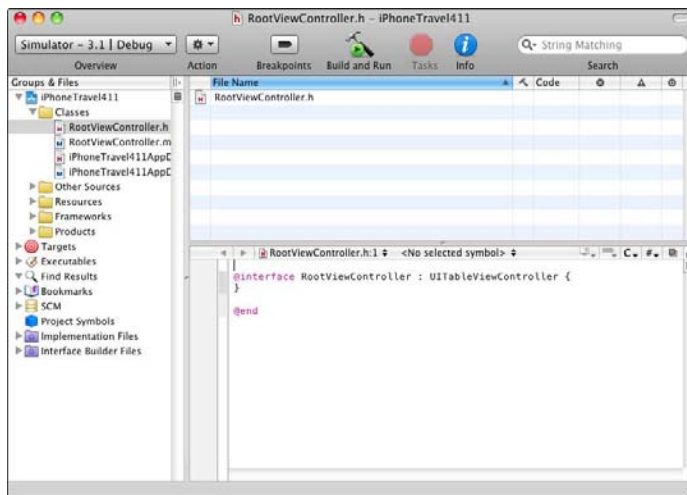 RootViewController.h - iPhoneTravel411
Simulator - 3.1 | Debug
String Matching
Overview
Action
Breakpoints
Build and Run
Tasks
Info
Search
Groups & Files
File Name
Code
iPhoneTravel411
RootViewController.h
Classes
RootViewController.h
RootViewController.m
iPhoneTravel411AppD
iPhoneTravel411AppD
Other Sources
Resources
Frameworks
Products
Targets
Executables
Find Results
Bookmarks
SCM
Project Symbols
Implementation Files
Interface Builder Files
RootViewController.h:1
<No selected symbol>
C
#
@interface RootViewController : UITableViewController {
}
@end